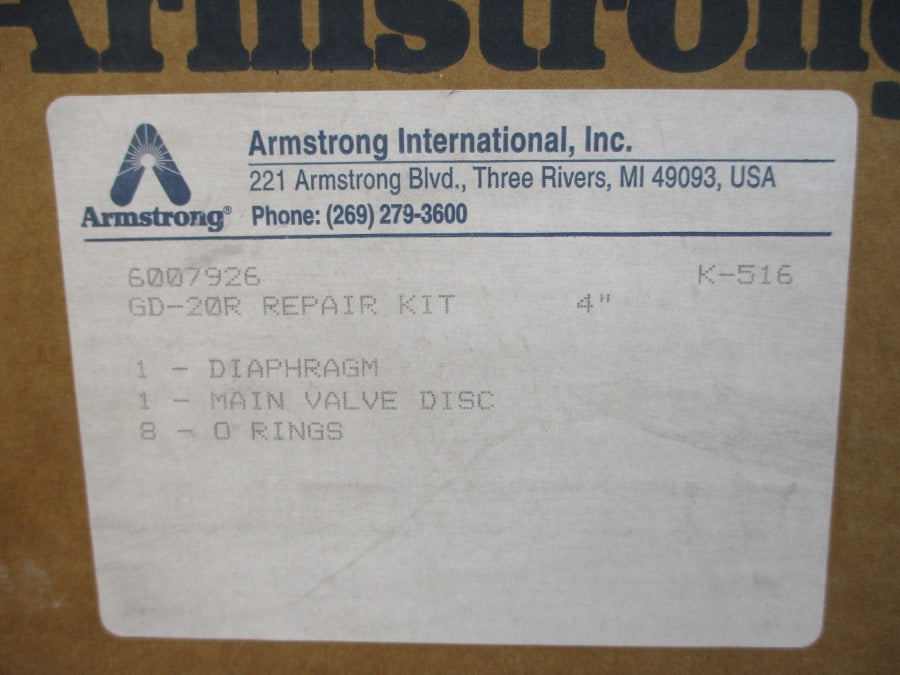 Armstrong
Armstrong International, Inc.
221 Armstrong Blvd., Three Rivers, MI 49093, USA
Armstrong® Phone: (269) 279-3600
6007926 K-516
GD-20R REPAIR KIT 4"
1 - DIAPHRAGM
1 - MAIN VALVE DISC
8 - O RINGS